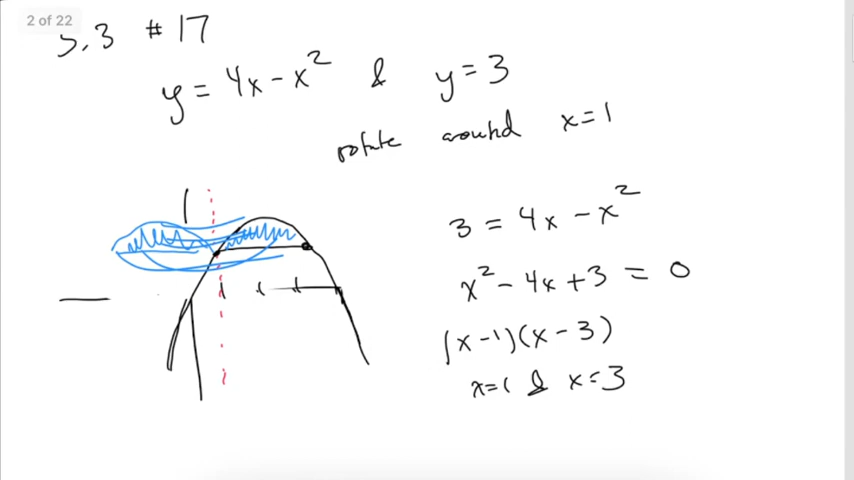 2 of 22
5.3 # 17
y = 4x - x² & y = 3
rotate around x = 1
3 = 4x - x²
x² - 4x + 3 = 0
(x - 1)(x - 3)
x = 1 & x = 3